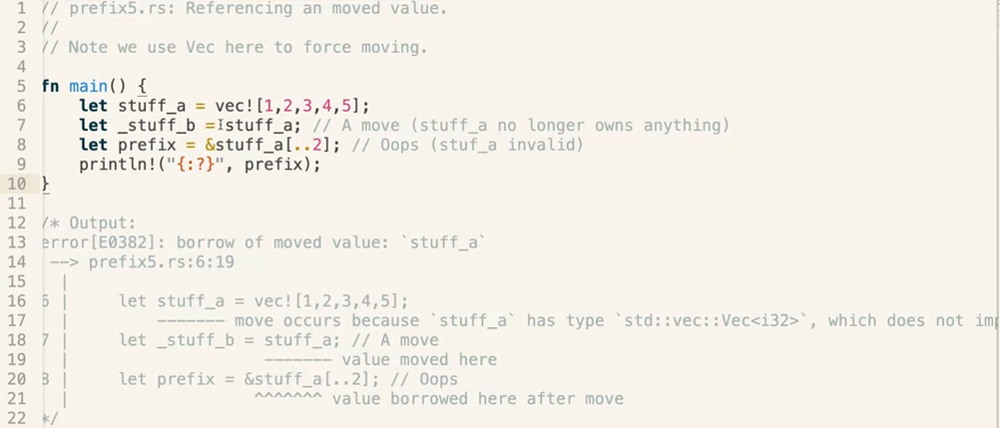 1 // prefix5.rs: Referencing an moved value.
2 //
3 // Note we use Vec here to force moving.
4
5 fn main() {
6     let stuff_a = vec![1,2,3,4,5];
7     let _stuff_b = stuff_a; // A move (stuff_a no longer owns anything)
8     let prefix = &stuff_a[..2]; // Oops (stuf_a invalid)
9     println!("{:?}", prefix);
10 }
11
12 /* Output:
13 error[E0382]: borrow of moved value: `stuff_a`
14  --> prefix5.rs:6:19
15   |
16 6 |     let stuff_a = vec![1,2,3,4,5];
17   |         ------- move occurs because `stuff_a` has type `std::vec::Vec<i32>`, which does not
18 7 |     let _stuff_b = stuff_a; // A move
19   |                    ------- value moved here
20 8 |     let prefix = &stuff_a[..2]; // Oops
21   |                   ^^^^^^^ value borrowed here after move
22 */